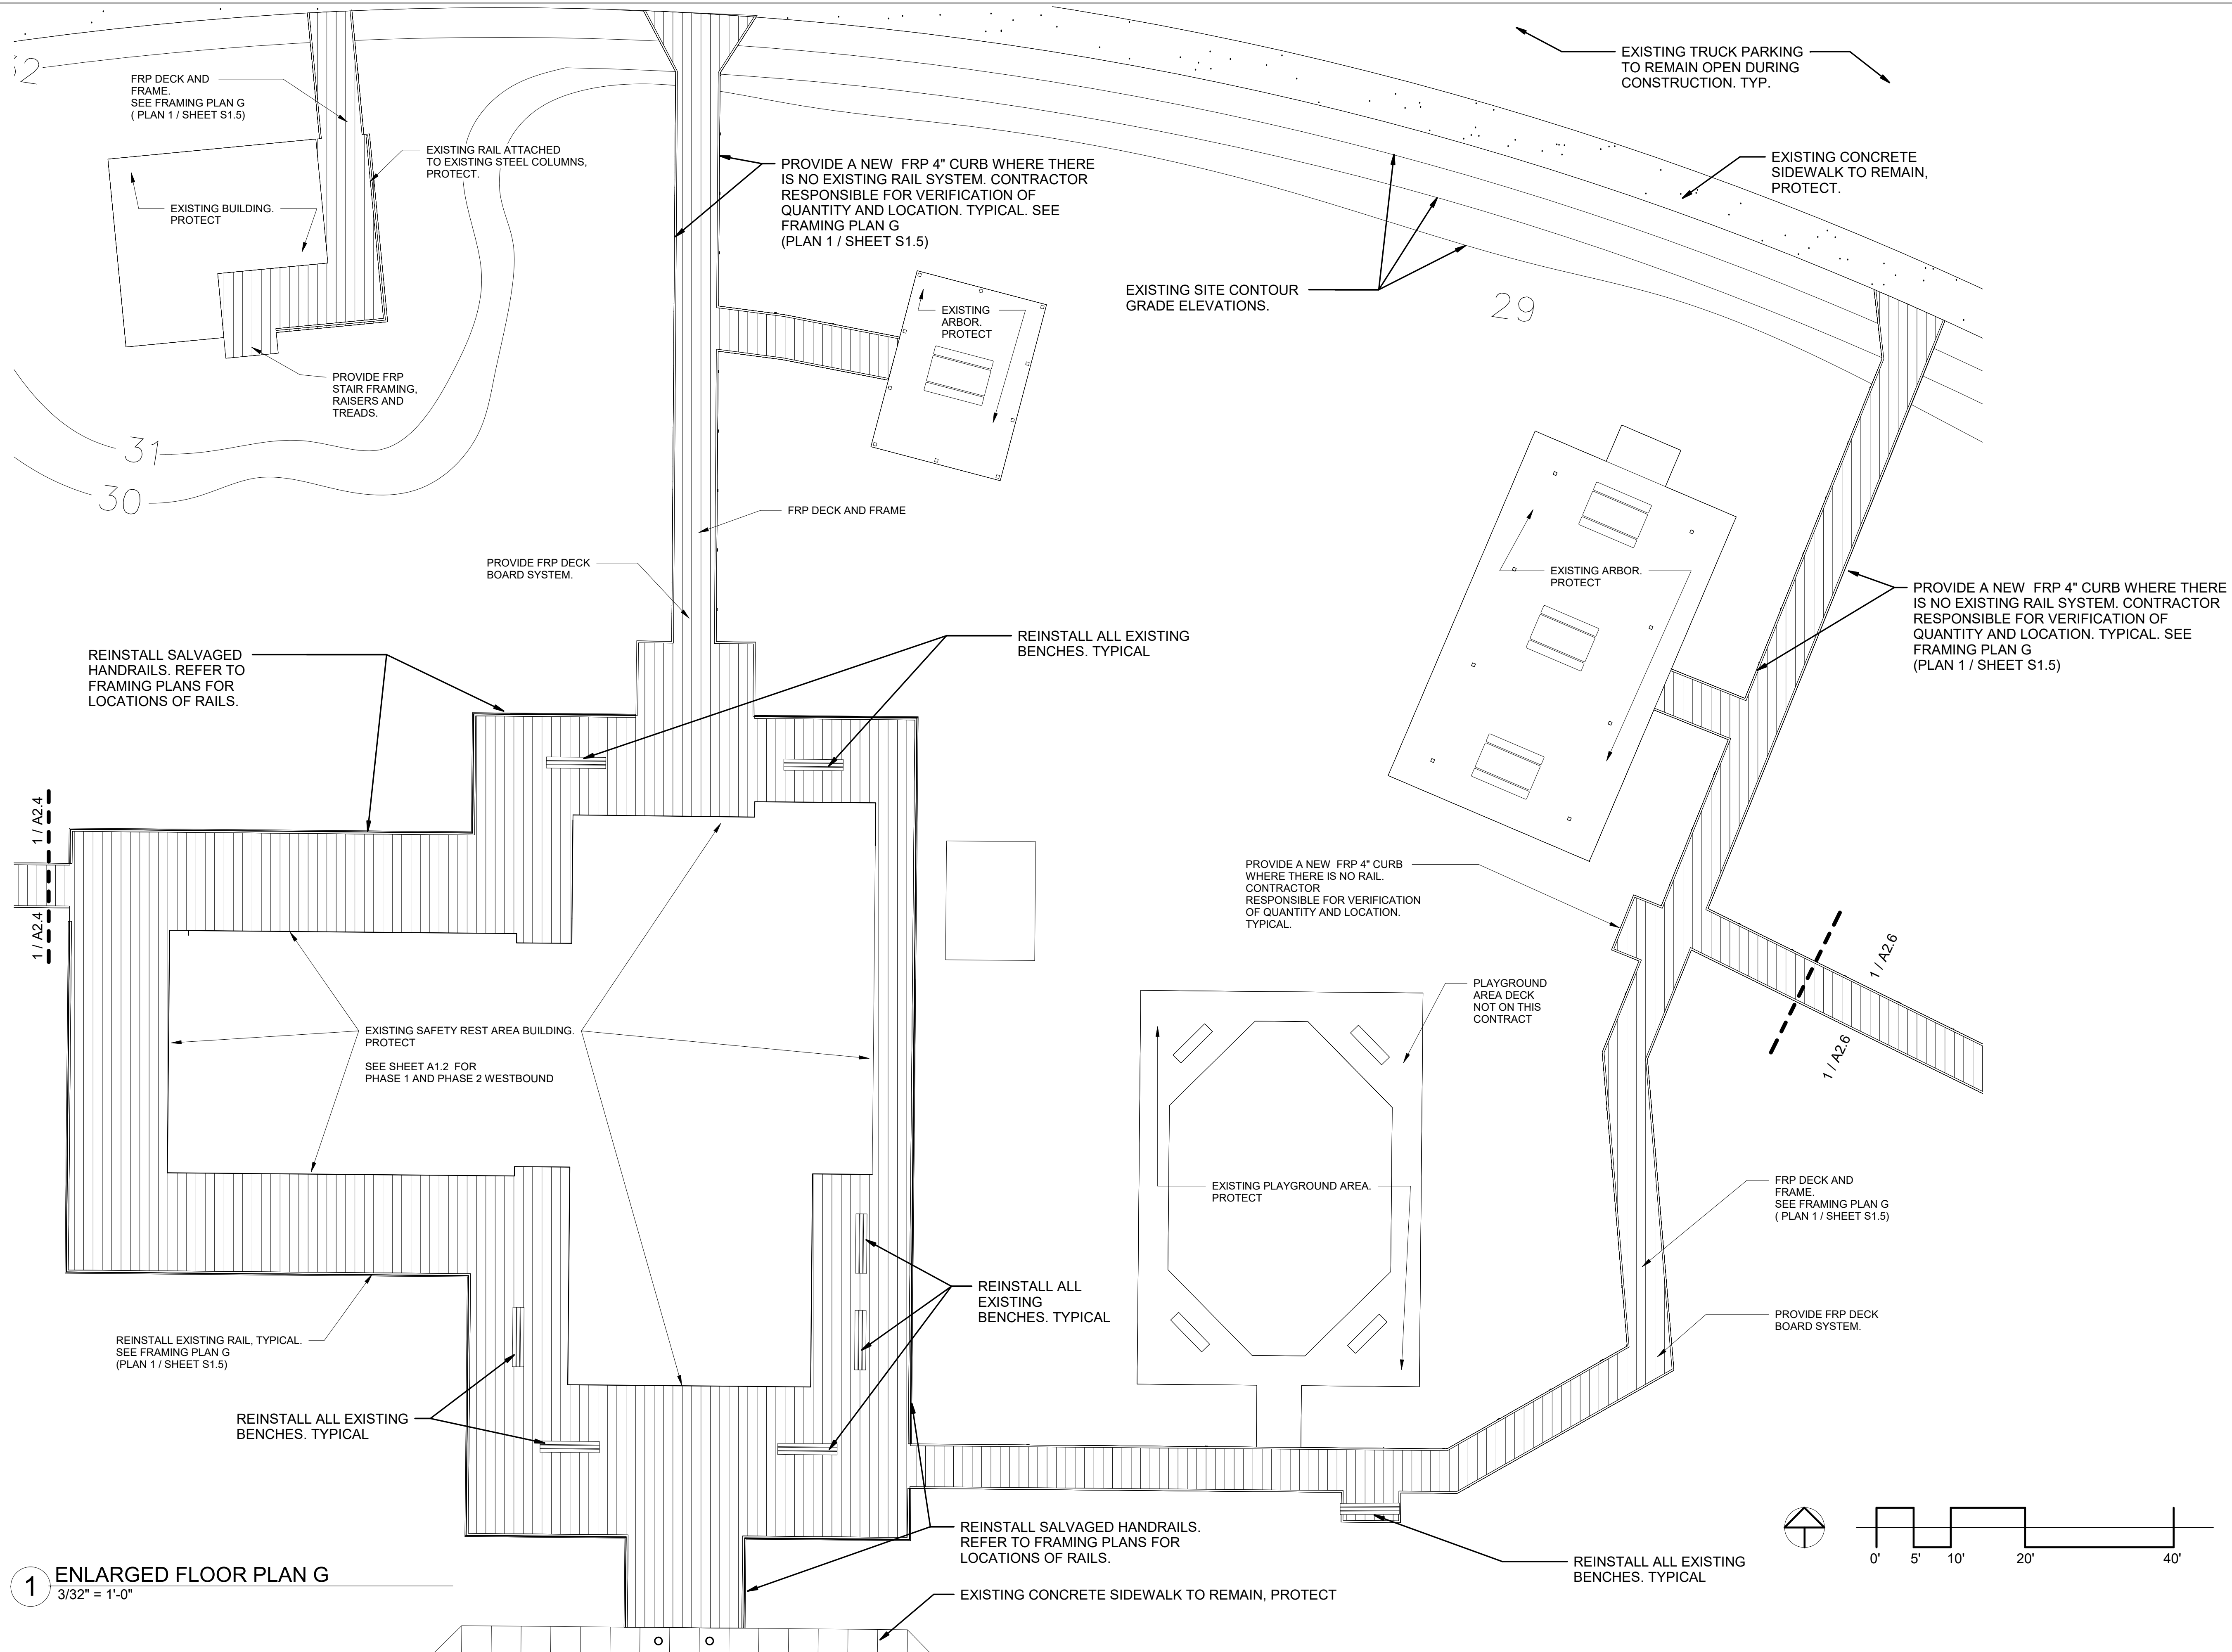 EXISTING TRUCK PARKING
TO REMAIN OPEN DURING
CONSTRUCTION. TYP.
FRP DECK AND
FRAME.
SEE FRAMING PLAN G
( PLAN 1 / SHEET S1.5)
EXISTING RAIL ATTACHED
TO EXISTING STEEL COLUMNS,
PROTECT.
PROVIDE A NEW  FRP 4" CURB WHERE THERE
IS NO EXISTING RAIL SYSTEM. CONTRACTOR
RESPONSIBLE FOR VERIFICATION OF
QUANTITY AND LOCATION. TYPICAL. SEE
FRAMING PLAN G
(PLAN 1 / SHEET S1.5)
EXISTING CONCRETE
SIDEWALK TO REMAIN,
PROTECT.
EXISTING BUILDING.
PROTECT
EXISTING SITE CONTOUR
GRADE ELEVATIONS.
29
EXISTING
ARBOR.
PROTECT
PROVIDE FRP
STAIR FRAMING,
RAISERS AND
TREADS.
31
30
FRP DECK AND FRAME
PROVIDE FRP DECK
BOARD SYSTEM.
EXISTING ARBOR.
PROTECT
PROVIDE A NEW  FRP 4" CURB WHERE THERE
IS NO EXISTING RAIL SYSTEM. CONTRACTOR
RESPONSIBLE FOR VERIFICATION OF
QUANTITY AND LOCATION. TYPICAL. SEE
FRAMING PLAN G
(PLAN 1 / SHEET S1.5)
REINSTALL ALL EXISTING
BENCHES. TYPICAL
REINSTALL SALVAGED
HANDRAILS. REFER TO
FRAMING PLANS FOR
LOCATIONS OF RAILS.
1 / A2.4
1 / A2.4
PROVIDE A NEW  FRP 4" CURB
WHERE THERE IS NO RAIL.
CONTRACTOR
RESPONSIBLE FOR VERIFICATION
OF QUANTITY AND LOCATION.
TYPICAL.
1 / A2.6
1 / A2.6
PLAYGROUND
AREA DECK
NOT ON THIS
CONTRACT
EXISTING SAFETY REST AREA BUILDING.
PROTECT
SEE SHEET A1.2  FOR
PHASE 1 AND PHASE 2 WESTBOUND
EXISTING PLAYGROUND AREA.
PROTECT
FRP DECK AND
FRAME.
SEE FRAMING PLAN G
( PLAN 1 / SHEET S1.5)
REINSTALL ALL
EXISTING
BENCHES. TYPICAL
PROVIDE FRP DECK
BOARD SYSTEM.
REINSTALL EXISTING RAIL, TYPICAL.
SEE FRAMING PLAN G
(PLAN 1 / SHEET S1.5)
REINSTALL ALL EXISTING
BENCHES. TYPICAL
REINSTALL SALVAGED HANDRAILS.
REFER TO FRAMING PLANS FOR
LOCATIONS OF RAILS.
REINSTALL ALL EXISTING
BENCHES. TYPICAL
0' 5' 10' 20' 40'
1 ENLARGED FLOOR PLAN G
3/32" = 1'-0"
EXISTING CONCRETE SIDEWALK TO REMAIN, PROTECT